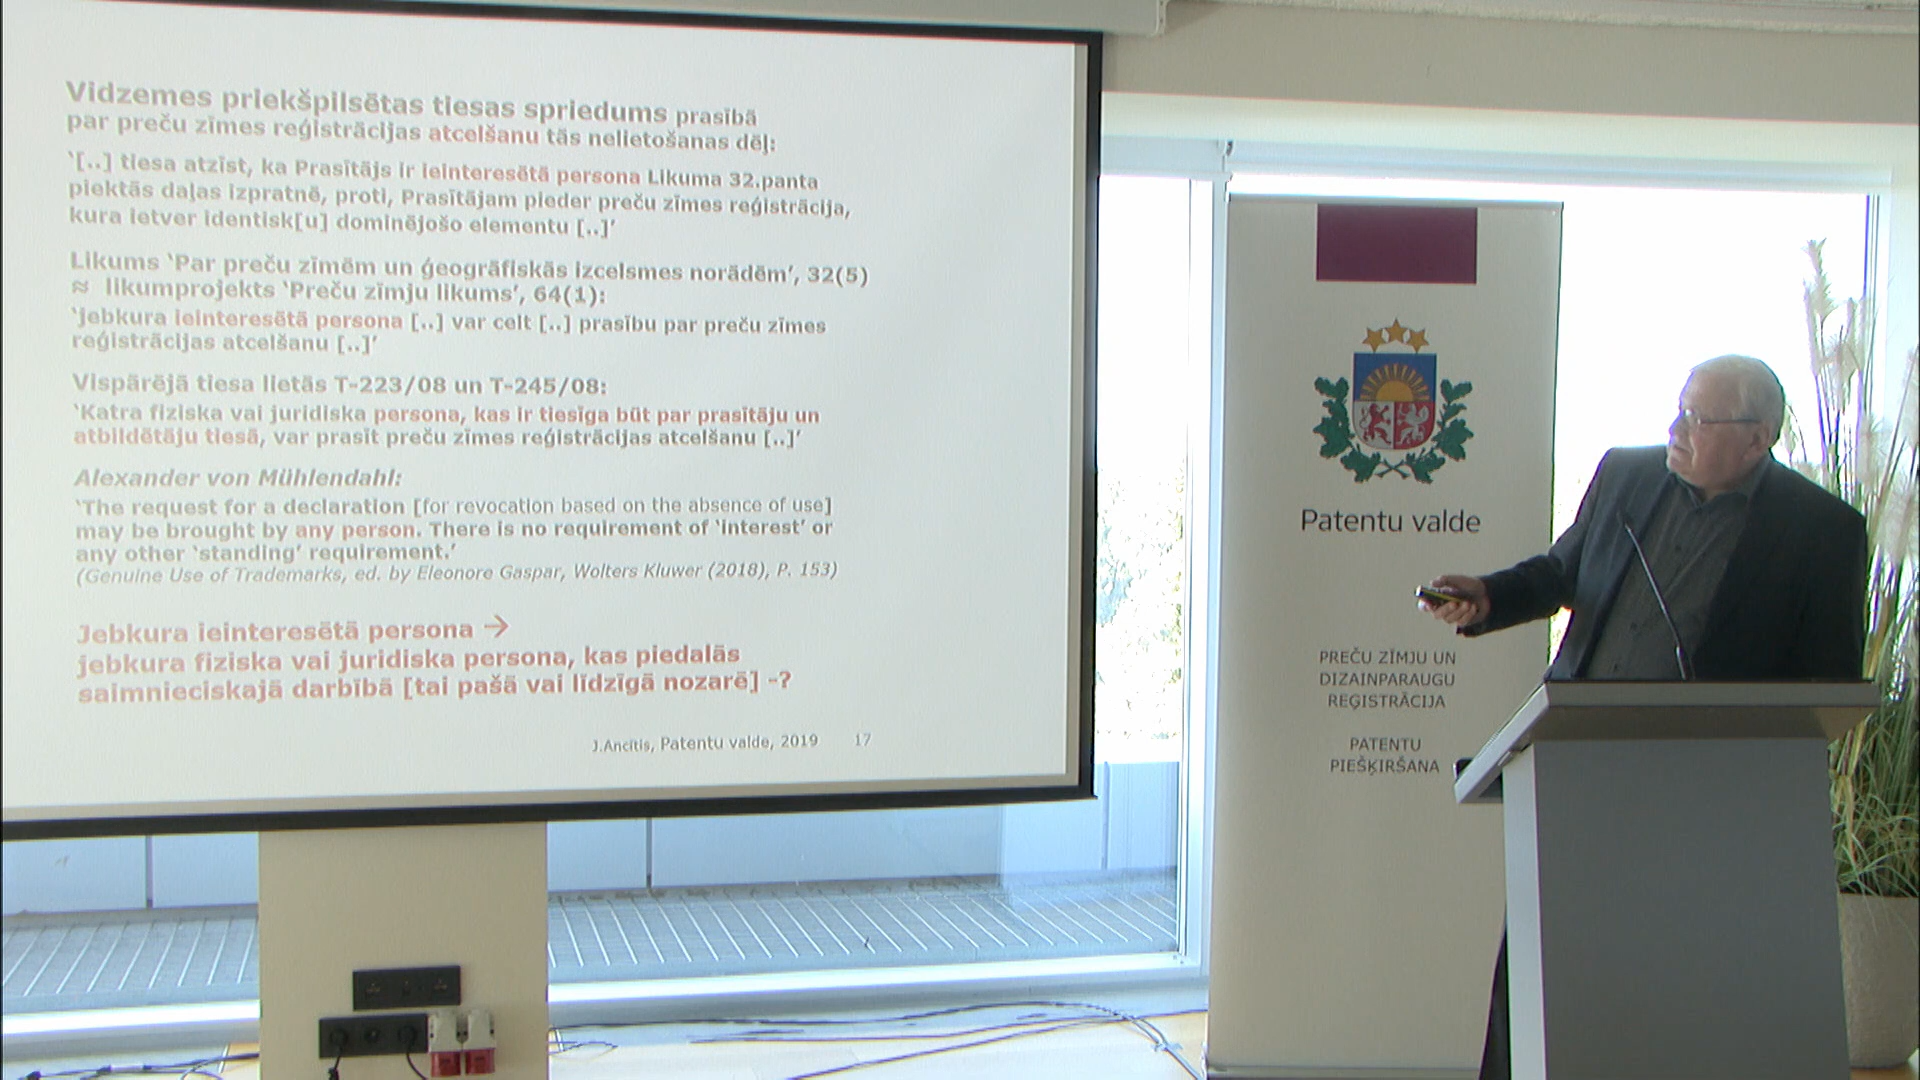 Vidzemes priekšpilsētas tiesas spriedums prasībā
par preču zīmes reģistrācijas atcelšanu tās nelietošanas dēļ:
‘[..] tiesa atzīst, ka Prasītājs ir ieinteresētā persona Likuma 32.panta
piektās daļas izpratnē, proti, Prasītājam pieder preču zīmes reģistrācija,
kura ietver identisk[u] dominējošo elementu [..]’
Likums ‘Par preču zīmēm un ģeogrāfiskās izcelsmes norādēm’, 32(5)
≈ likumprojekts ‘Preču zīmju likums’, 64(1):
‘jebkura ieinteresētā persona [..] var celt [..] prasību par preču zīmes
reģistrācijas atcelšanu [..]’
Vispārējā tiesa lietās T-223/08 un T-245/08:
‘Katra fiziska vai juridiska persona, kas ir tiesīga būt par prasītāju un
atbildētāju tiesā, var prasīt preču zīmes reģistrācijas atcelšanu [..]’
Alexander von Mühlendahl:
‘The request for a declaration [for revocation based on the absence of use]
may be brought by any person. There is no requirement of ‘interest’ or
any other ‘standing’ requirement.’
(Genuine Use of Trademarks, ed. by Eleonore Gaspar, Wolters Kluwer (2018), P. 153)
Jebkura ieinteresētā persona →
jebkura fiziska vai juridiska persona, kas piedalās
saimnieciskajā darbībā [tai pašā vai līdzīgā nozarē] -?
J.Ancītis, Patentu valde, 2019 17
Patentu valde
PREČU ZĪMJU UN
DIZAINPARAUGU
REĢISTRĀCIJA
PATENTU
PIEŠĶIRŠANA